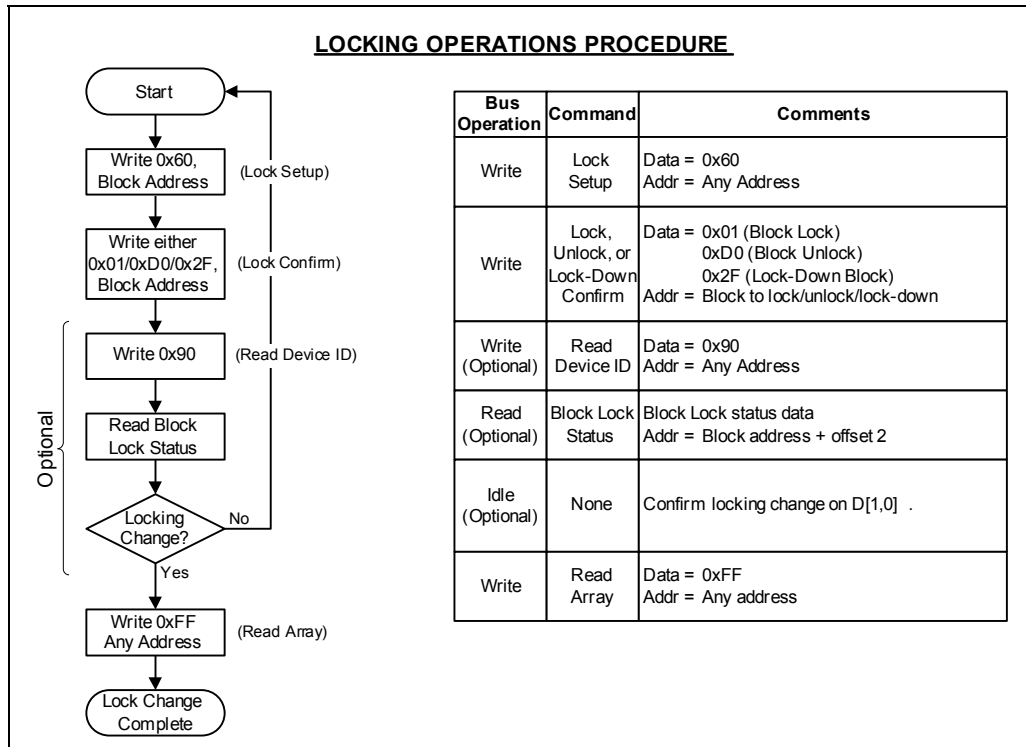 LOCKING OPERATIONS PROCEDURE
Start
Write 0x60,
Block Address
(Lock Setup)
Write either
0x01/0xD0/0x2F,
Block Address
(Lock Confirm)
Optional
Write 0x90
(Read Device ID)
Read Block
Lock Status
Locking
Change?
No
Yes
Write 0xFF
Any Address
(Read Array)
Lock Change
Complete
Bus
Operation
Command
Comments
Write
Lock
Setup
Data = 0x60
Addr = Any Address
Write
Lock,
Unlock, or
Lock-Down
Confirm
Data = 0x01 (Block Lock)
0xD0 (Block Unlock)
0x2F (Lock-Down Block)
Addr = Block to lock/unlock/lock-down
Write
(Optional)
Read
Device ID
Data = 0x90
Addr = Any Address
Read
(Optional)
Block Lock
Status
Block Lock status data
Addr = Block address + offset 2
Idle
(Optional)
None
Confirm locking change on D[1,0] .
Write
Read
Array
Data = 0xFF
Addr = Any address